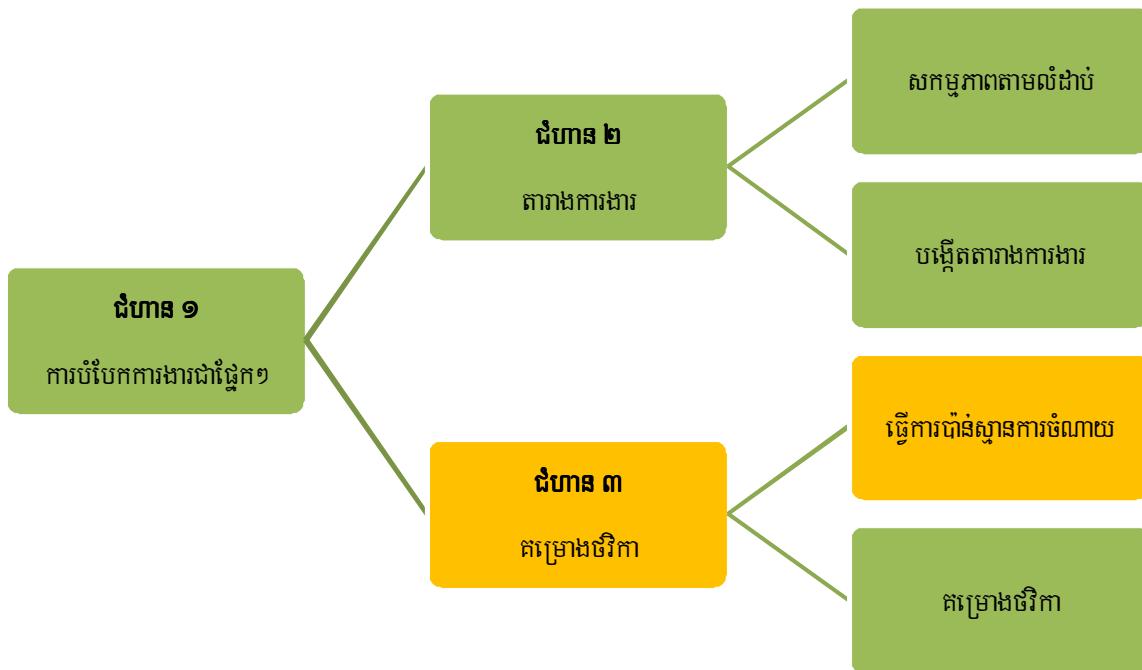 ជំហាន ១
ការបំបែកការងារជាផ្នែកៗ
ជំហាន ២
តារាងការងារ
សកម្មភាពតាមលំដាប់
បង្កើតតារាងការងារ
ជំហាន ៣
គម្រោងថវិកា
ធ្វើការប៉ាន់ស្មានការចំណាយ
គម្រោងថវិកា